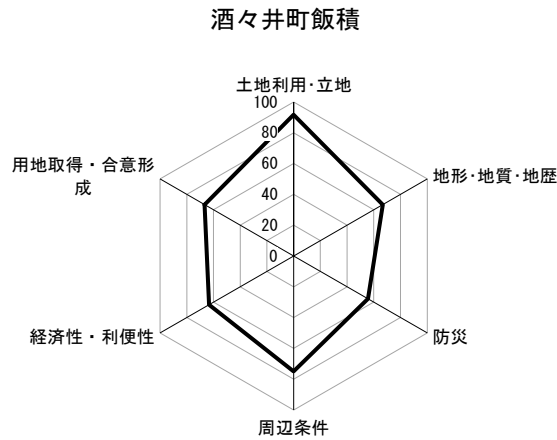 酒々井町飯積
土地利用・立地
100
80
60
40
20
0
地形・地質・地歴
防災
周辺条件
経済性・利便性
用地取得・合意形
成